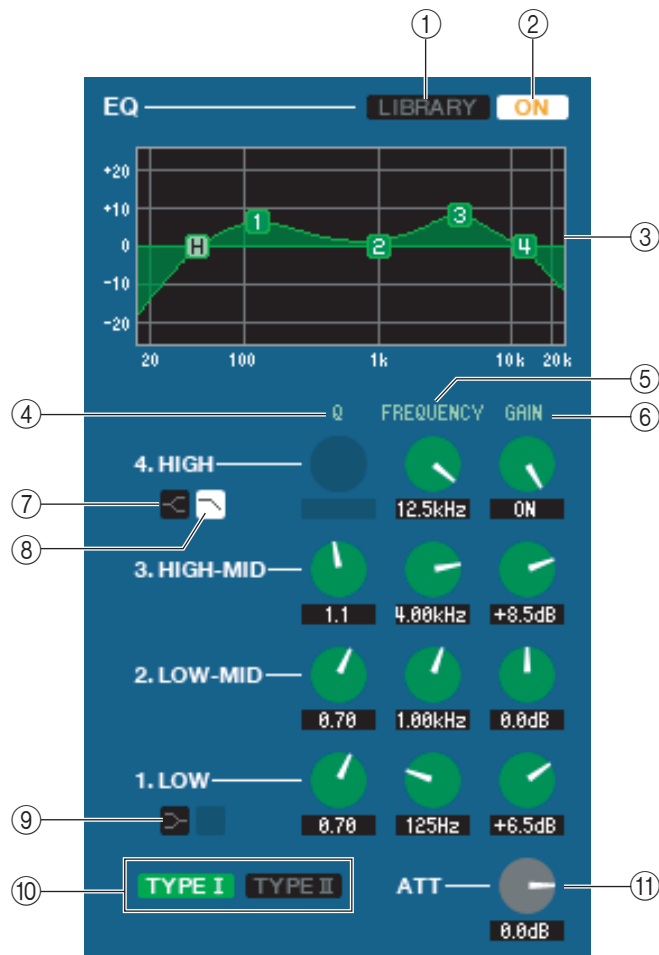 ① ②
EQ LIBRARY ON
+20
+10
0
-10
-20
H 1 2 3 4
③
20 100 1k 10k 20k
⑤
④ Q FREQUENCY GAIN ⑥
4. HIGH
⑦
⑧
12.5kHz ON
3. HIGH-MID
1.1 4.00kHz +8.5dB
2. LOW-MID
0.70 1.00kHz 0.0dB
1. LOW
⑨
0.70 125Hz +6.5dB
⑩ TYPE I TYPE II ATT ⑪
0.0dB